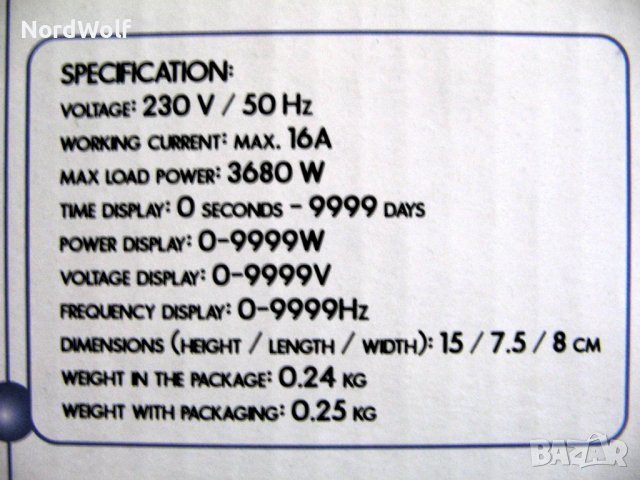 NordWolf
SPECIFICATION:
VOLTAGE: 230 V / 50 Hz
WORKING CURRENT: MAX. 16A
MAX LOAD POWER: 3680 W
TIME DISPLAY: 0 SECONDS – 9999 DAYS
POWER DISPLAY: 0–9999W
VOLTAGE DISPLAY: 0–9999V
FREQUENCY DISPLAY: 0–9999Hz
DIMENSIONS (HEIGHT / LENGTH / WIDTH): 15 / 7.5 / 8 CM
WEIGHT IN THE PACKAGE: 0.24 KG
WEIGHT WITH PACKAGING: 0.25 KG
BAZAR